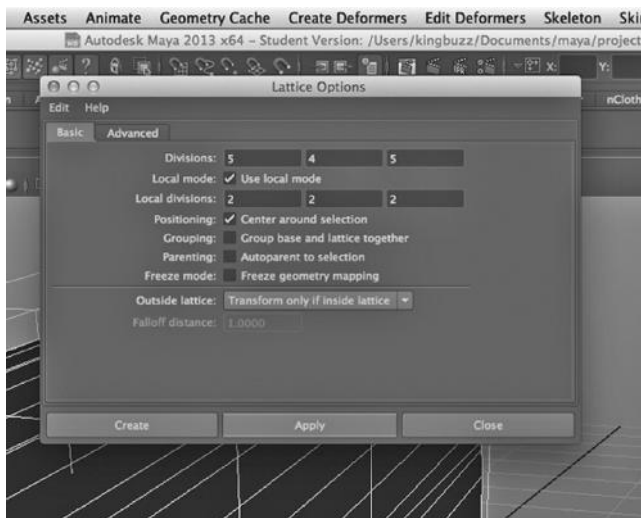 Assets Animate Geometry Cache Create Deformers Edit Deformers Skeleton Ski
Autodesk Maya 2013 x64 – Student Version: /Users/kingbuzz/Documents/maya/project
X: Y:
Lattice Options
nCloth
Edit Help
Basic Advanced
Divisions: 5 4 5
Local mode: Use local mode
Local divisions: 2 2 2
Positioning: Center around selection
Grouping: Group base and lattice together
Parenting: Autoparent to selection
Freeze mode: Freeze geometry mapping
Outside lattice: Transform only if inside lattice
Falloff distance: 1.0000
Create Apply Close